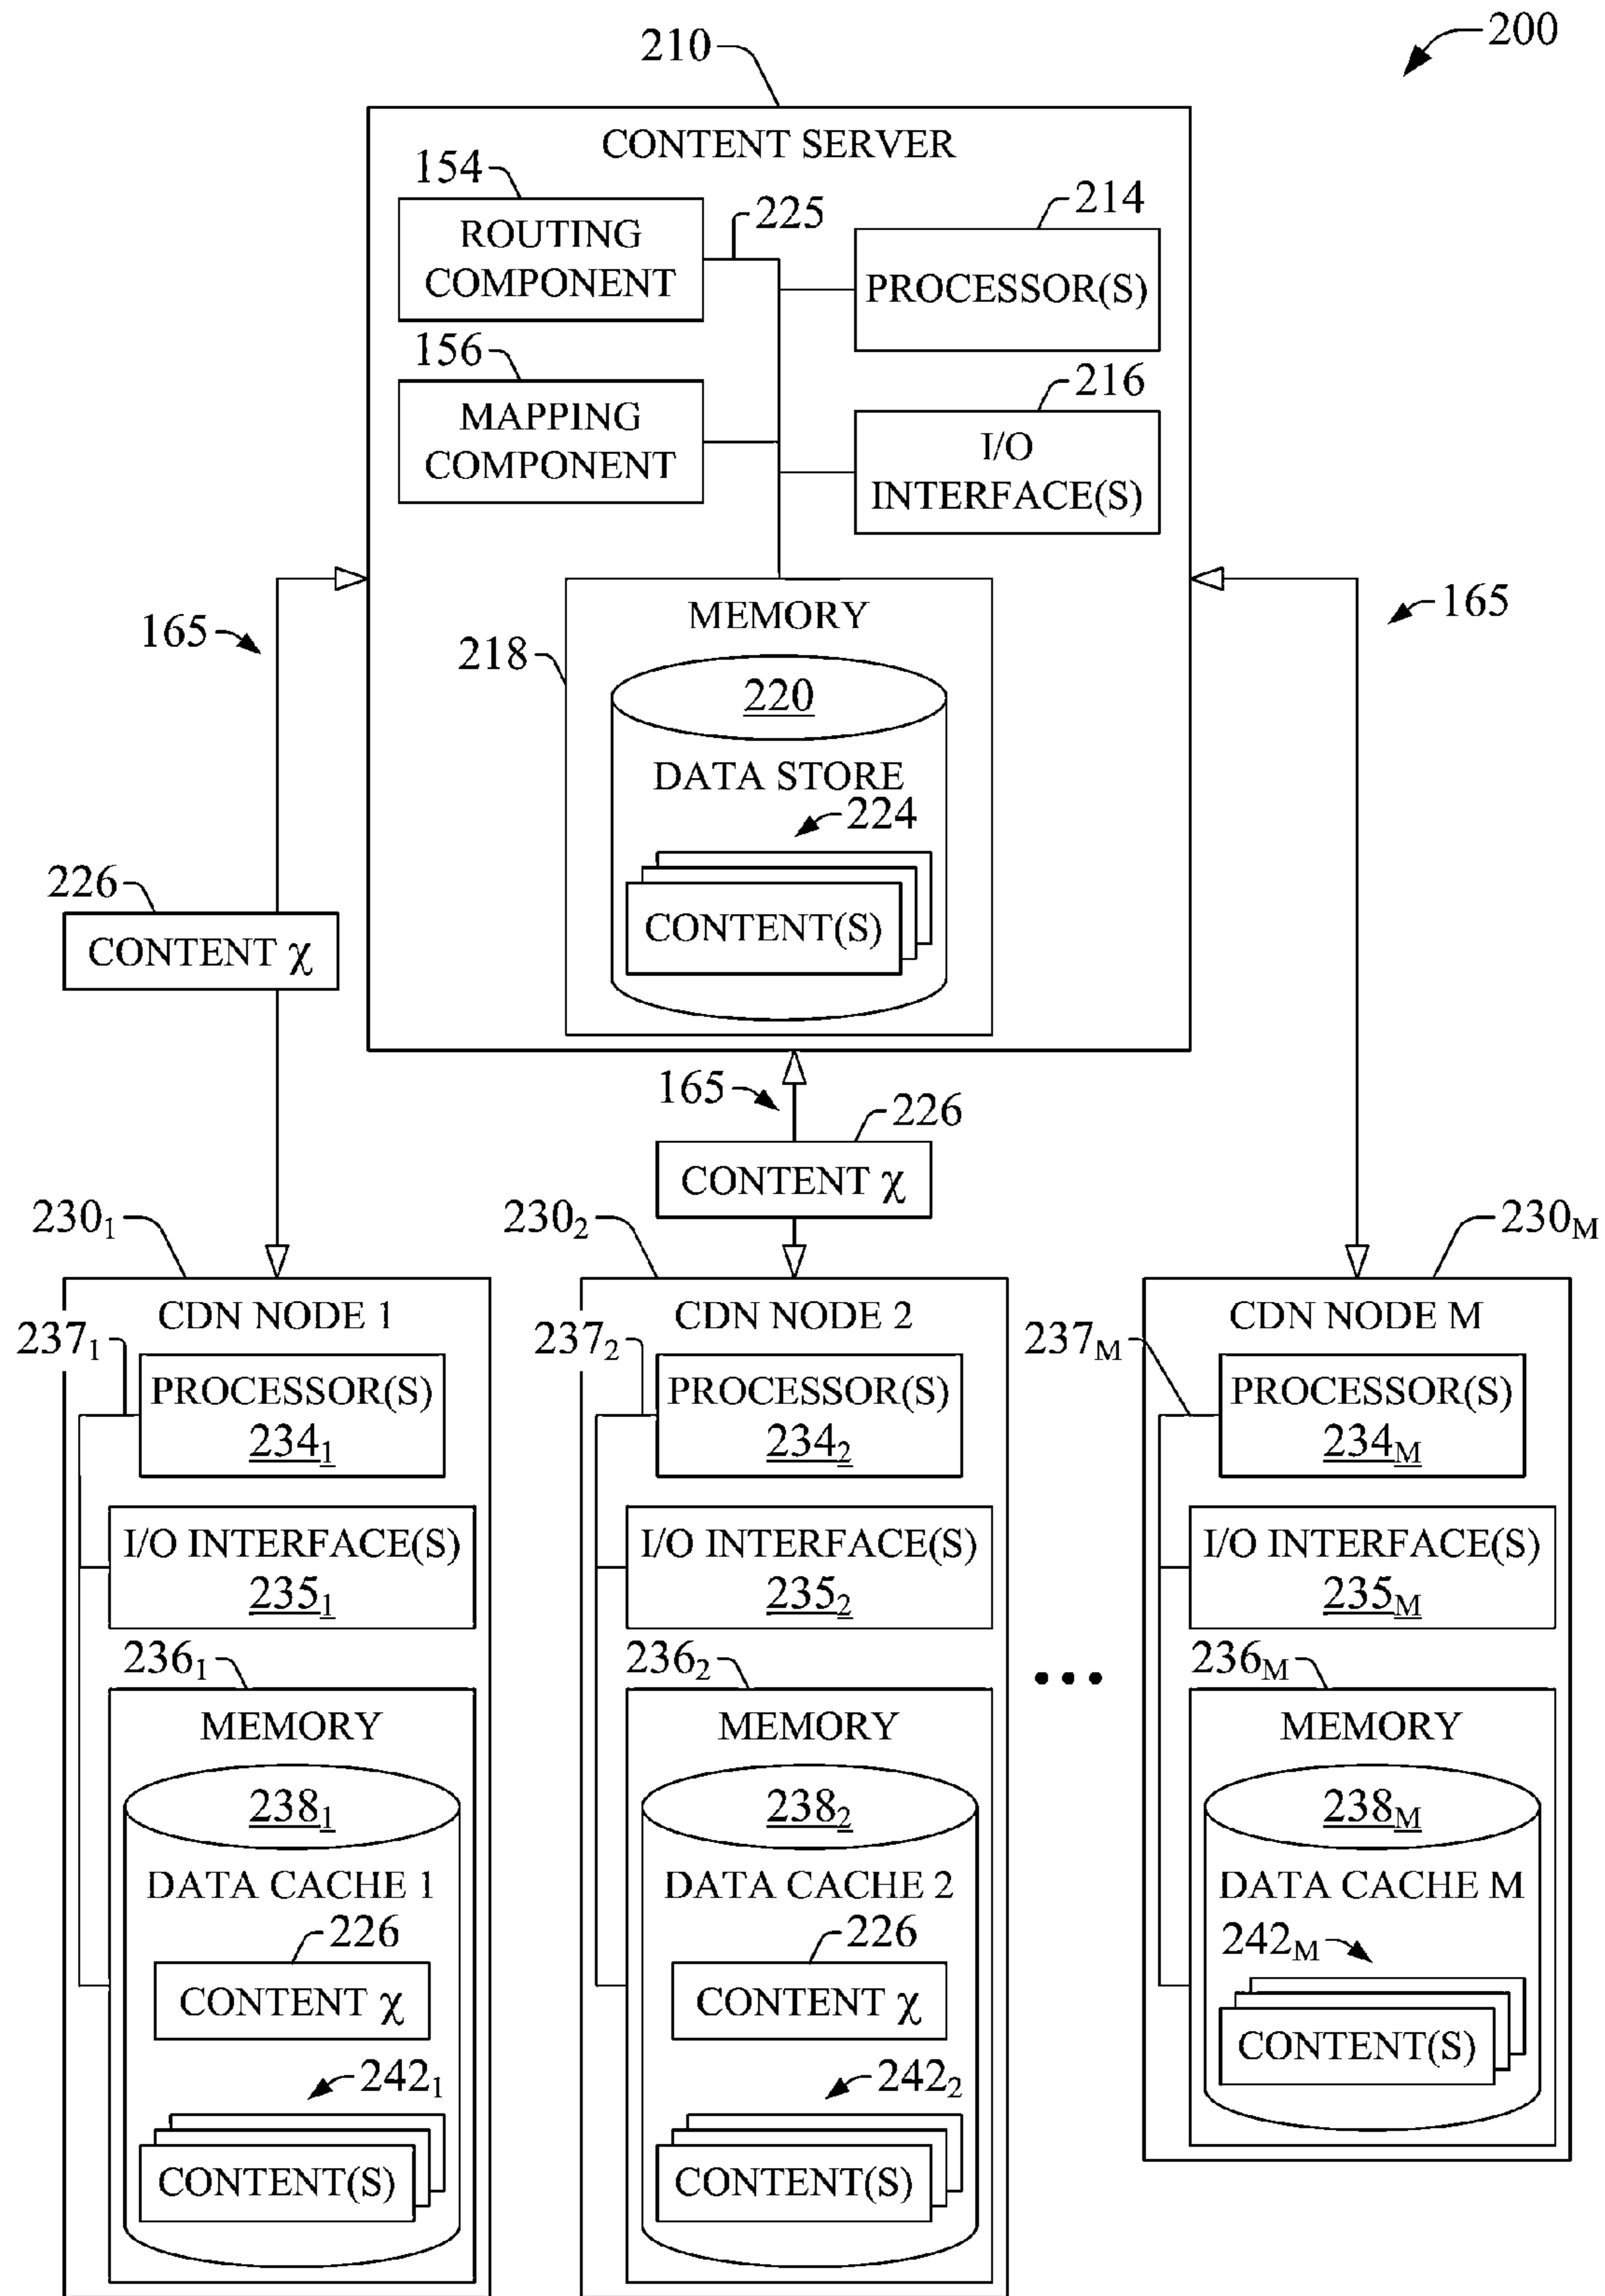 200
210
CONTENT SERVER
154
ROUTING
COMPONENT
225
214
PROCESSOR(S)
156
MAPPING
COMPONENT
216
I/O
INTERFACE(S)
165
165
MEMORY
218
220
DATA STORE
224
CONTENT(S)
226
CONTENT χ
165
226
CONTENT χ
230₁
CDN NODE 1
237₁
PROCESSOR(S)
234₁
I/O INTERFACE(S)
235₁
236₁
MEMORY
238₁
DATA CACHE 1
226
CONTENT χ
242₁
CONTENT(S)
230₂
CDN NODE 2
237₂
PROCESSOR(S)
234₂
I/O INTERFACE(S)
235₂
236₂
MEMORY
238₂
DATA CACHE 2
226
CONTENT χ
242₂
CONTENT(S)
•••
230M
CDN NODE M
237M
PROCESSOR(S)
234M
I/O INTERFACE(S)
235M
236M
MEMORY
238M
DATA CACHE M
242M
CONTENT(S)